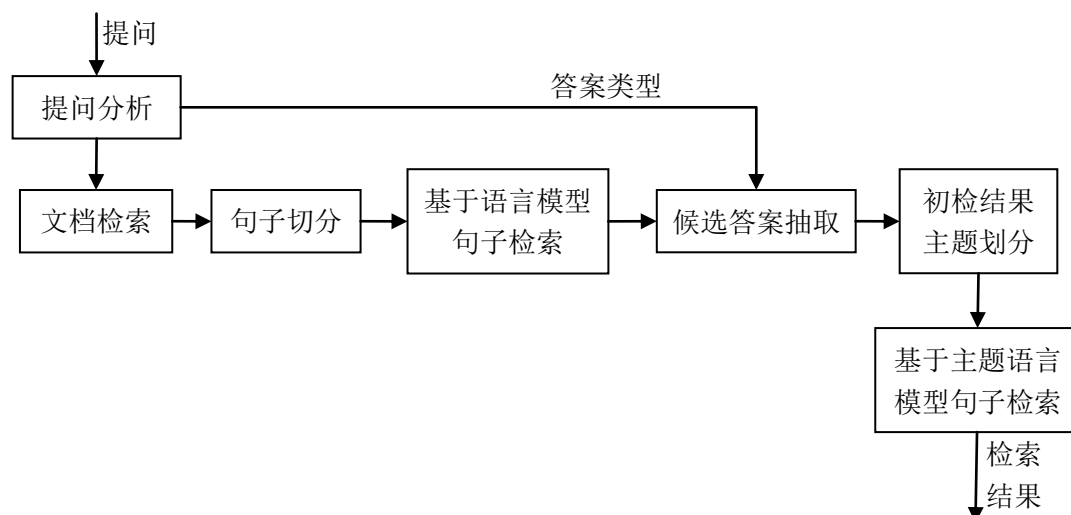 提问
提问分析
答案类型
文档检索
句子切分
基于语言模型
句子检索
候选答案抽取
初检结果
主题划分
基于主题语言
模型句子检索
检索
结果